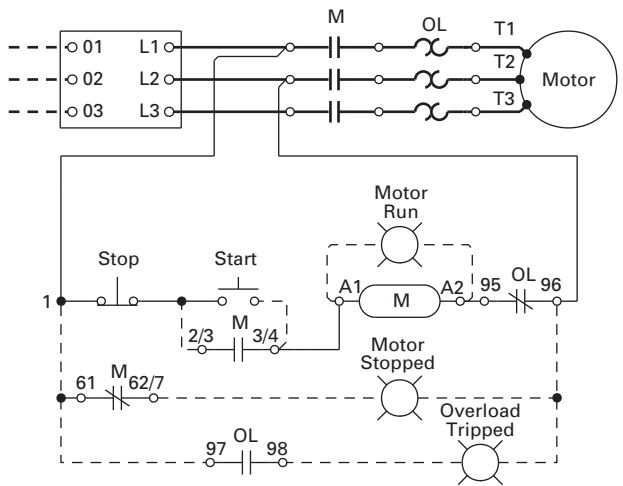 M
OL
T1
01
L1
T2
02
L2
Motor
T3
03
L3
Motor
Run
Stop
Start
A1
M
A2
95
OL
96
1
2/3
M
3/4
Motor
Stopped
61
M
62/7
Overload
Tripped
97
OL
98